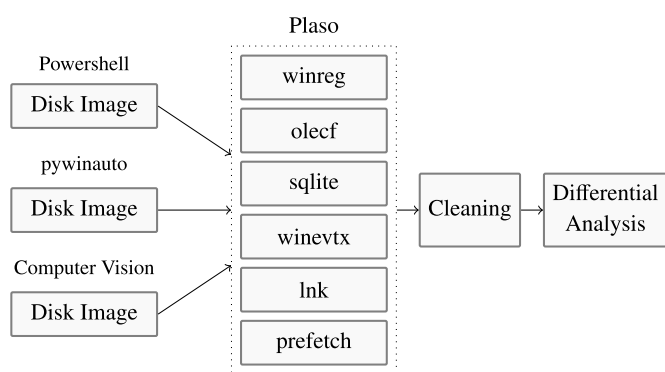 Plaso
Powershell
Disk Image
pywinauto
Disk Image
Computer Vision
Disk Image
winreg
olecf
sqlite
winevtx
lnk
prefetch
Cleaning
Differential
Analysis